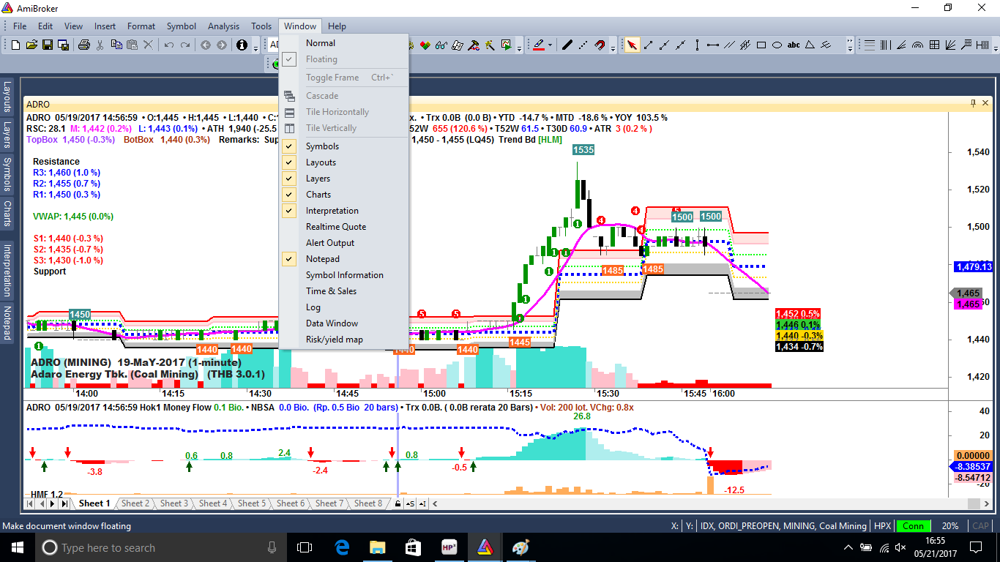 AmiBroker
File Edit View Insert Format Symbol Analysis Tools Window Help
AD
abc
Normal
Floating
Toggle Frame Ctrl+`
Cascade
Tile Horizontally
Tile Vertically
Symbols
Layouts
Layers
Charts
Interpretation
Realtime Quote
Alert Output
Notepad
Symbol Information
Time & Sales
Log
Data Window
Risk/yield map
Layouts
Layers
Symbols
Charts
Interpretation
Notepad
ADRO
ADRO 05/19/2017 14:56:59 • O:1,445 • H:1,445 • L:1,440 • C:1 x. • Trx 0.0B (0.0 B) • YTD -14.7 % • MTD -18.6 % • YOY 103.5 %
RSC: 28.1 M: 1,442 (0.2%) L: 1,443 (0.1%) • ATH 1,940 (-25.5 52W 655 (120.6 %) • T52W 61.5 • T30D 60.9 • ATR 3 (0.2 % )
TopBox 1,450 (-0.3%) BotBox 1,440 (0.3%) Remarks: Sup 1,450 - 1,455 (LQ45) Trend Bd [HLM]
Resistance
R3: 1,460 (1.0 %)
R2: 1,455 (0.7 %)
R1: 1,450 (0.3 %)
VWAP: 1,445 (0.0%)
S1: 1,440 (-0.3 %)
S2: 1,435 (-0.7 %)
S3: 1,430 (-1.0 %)
Support
1535
1500 1500
4 4 4 5
1 1 1 1 1 1
1485 1485
1450
5 5
1440 1440 1440 1440 1445
1
1,540
1,520
1,500
1,479.13
1,465
1,465
1,440
1,420
1,452 0.5%
1,446 0.1%
1,440 -0.3%
1,434 -0.7%
ADRO (MINING) 19-MaY-2017 (1-minute)
Adaro Energy Tbk. (Coal Mining) (THB 3.0.1)
14:00 14:15 14:30 14:45 15:00 15:15 15:30 15:45 16:00
ADRO 05/19/2017 14:56:59 Hok1 Money Flow 0.1 Bio. • NBSA 0.0 Bio. (Rp. 0.5 Bio 20 bars) • Trx 0.0B. ( 0.0B rerata 20 Bars) • Vol: 200 lot. VChg: 0.8x
26.8
-3.8 0.6 0.8 2.4 -2.4 0.8 -0.5 -12.5
40
20
0.00000
-8.38537
-8.54712
-20
HMF 1.2
Sheet 1 Sheet 2 Sheet 3 Sheet 4 Sheet 5 Sheet 6 Sheet 7 Sheet 8
Make document window floating X: Y: IDX, ORDI_PREOPEN, MINING, Coal Mining HPX Conn 20% CAP
Type here to search
HP³
16:55
05/21/2017